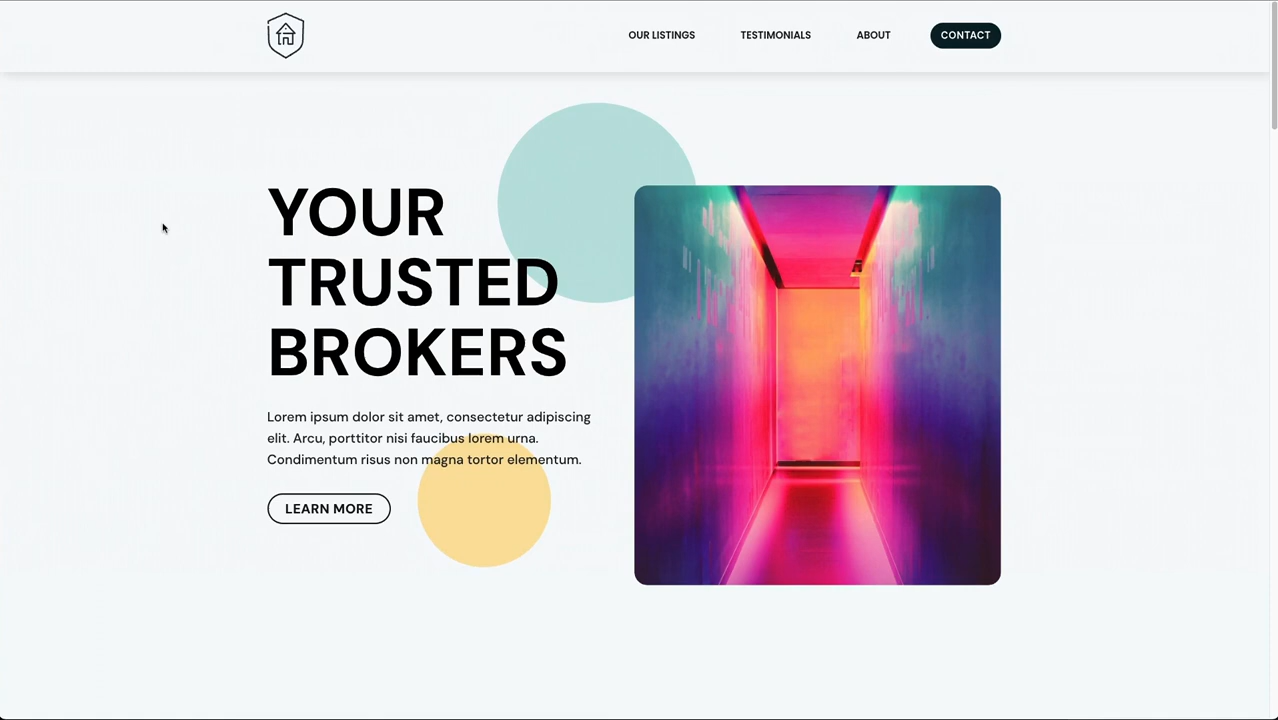 OUR LISTINGS
TESTIMONIALS
ABOUT
CONTACT
YOUR
TRUSTED
BROKERS
Lorem ipsum dolor sit amet, consectetur adipiscing
elit. Arcu, porttitor nisi faucibus lorem urna.
Condimentum risus non magna tortor elementum.
LEARN MORE